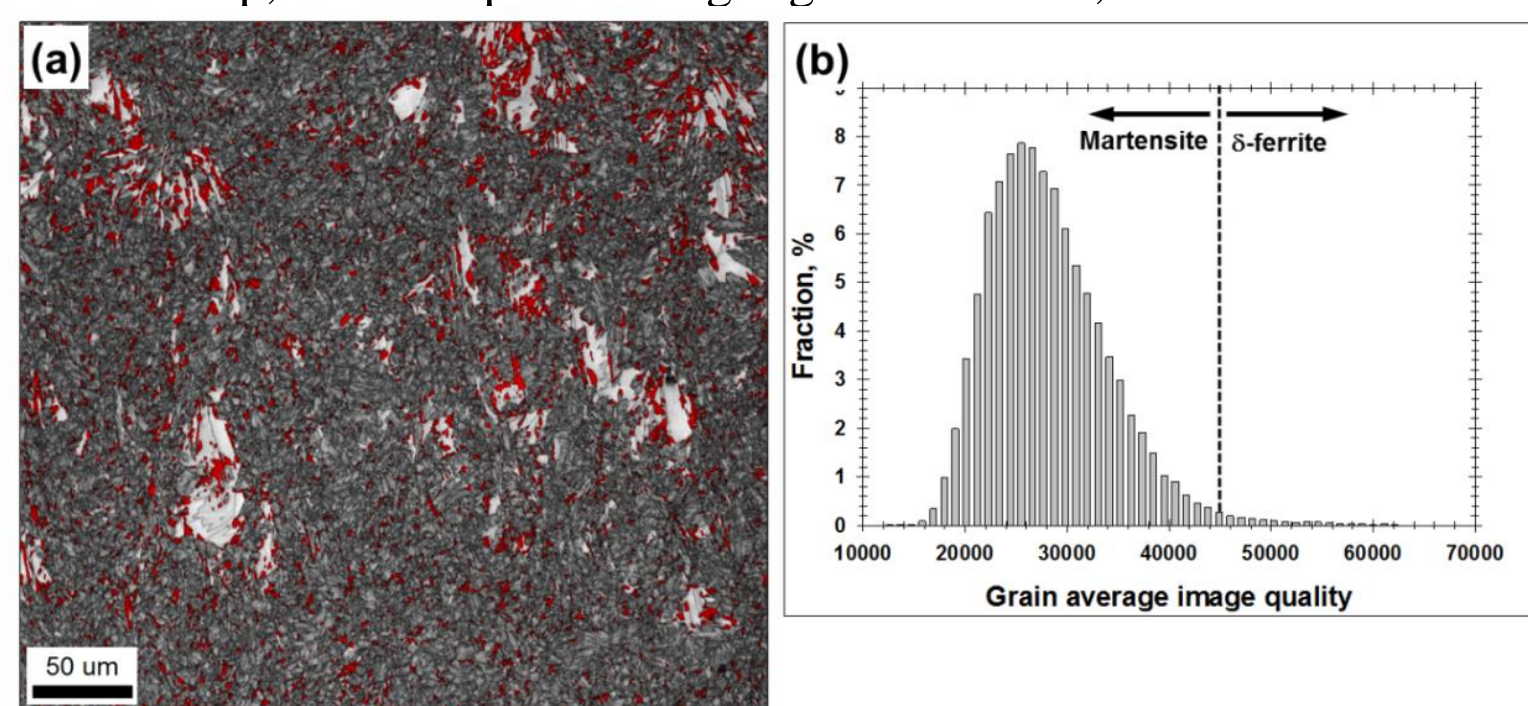 (a)
50 um
(b)
Martensite δ-ferrite
8
7
6
5
4
3
2
1
0
Fraction, %
10000 20000 30000 40000 50000 60000 70000
Grain average image quality